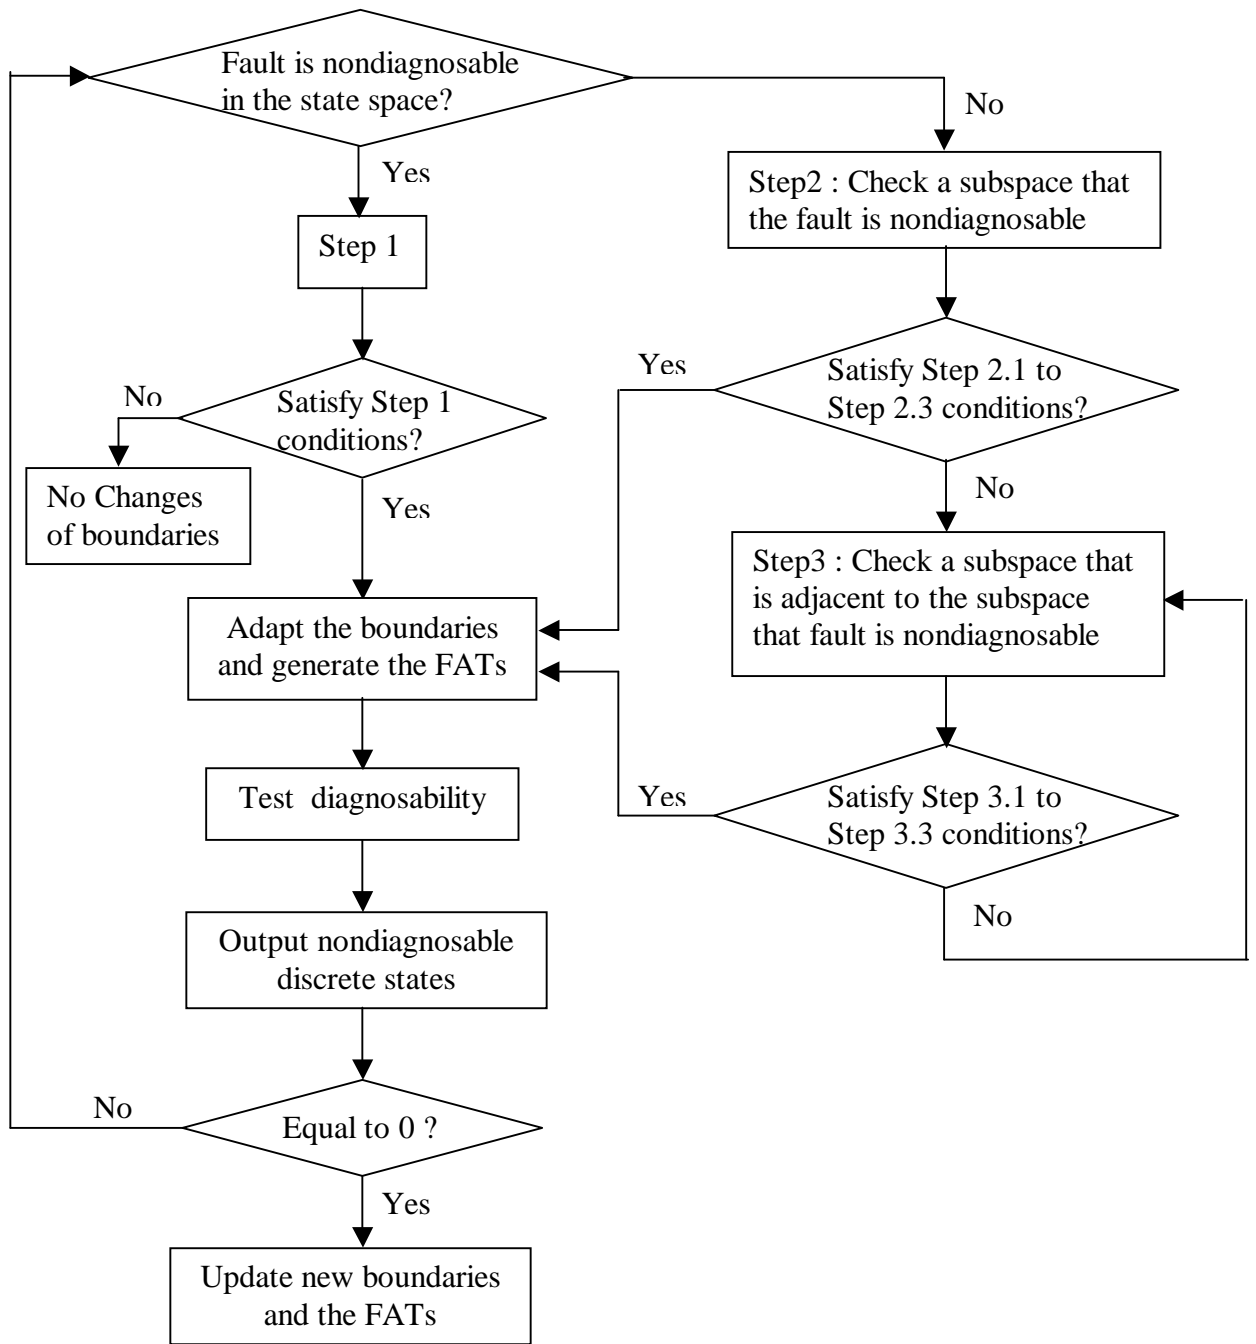 Fault is nondiagnosable
in the state space?
No
Yes
Step2 : Check a subspace that
the fault is nondiagnosable
Step 1
Yes
Satisfy Step 2.1 to
Step 2.3 conditions?
No
Satisfy Step 1
conditions?
No Changes
of boundaries
Yes
No
Step3 : Check a subspace that
is adjacent to the subspace
that fault is nondiagnosable
Adapt the boundaries
and generate the FATs
Test diagnosability
Yes
Satisfy Step 3.1 to
Step 3.3 conditions?
No
Output nondiagnosable
discrete states
No
Equal to 0 ?
Yes
Update new boundaries
and the FATs